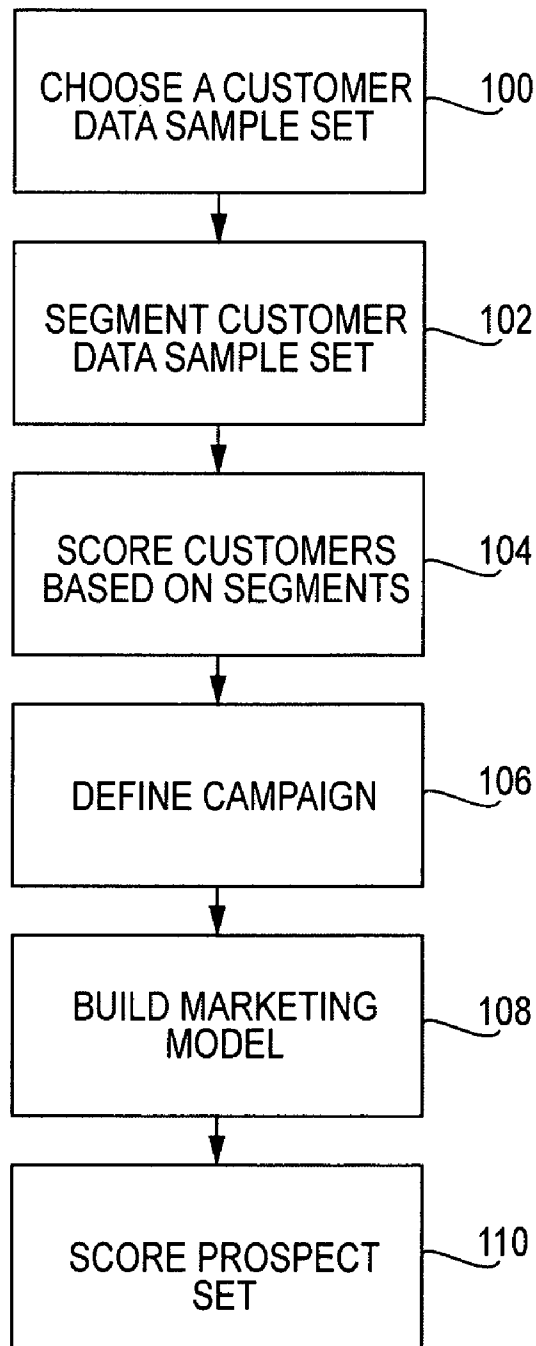 CHOOSE A CUSTOMER
DATA SAMPLE SET
100
SEGMENT CUSTOMER
DATA SAMPLE SET
102
SCORE CUSTOMERS
BASED ON SEGMENTS
104
DEFINE CAMPAIGN
106
BUILD MARKETING
MODEL
108
SCORE PROSPECT
SET
110